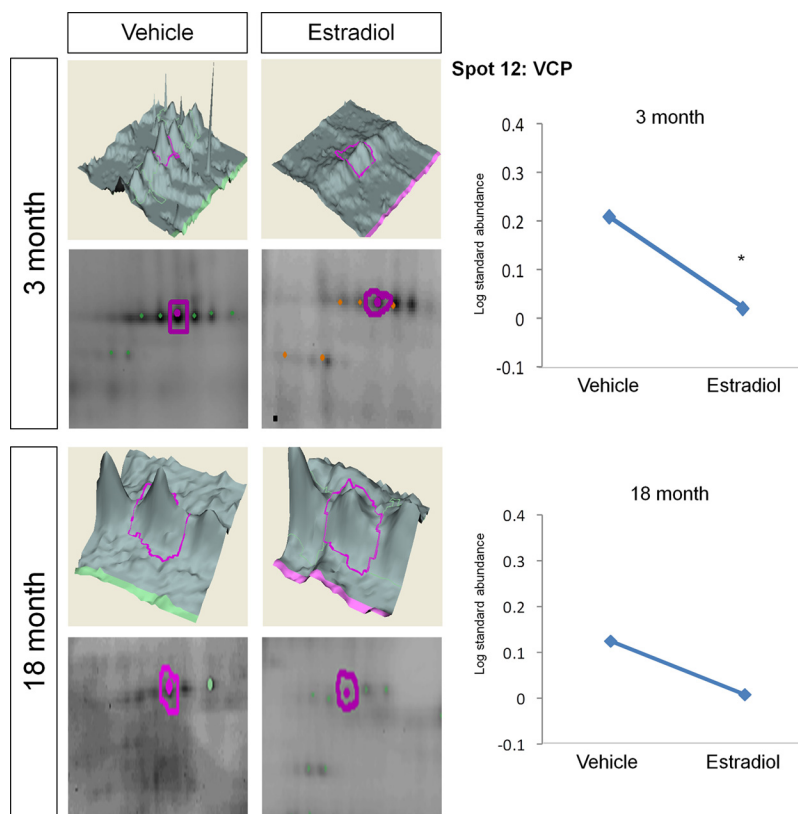 Vehicle
Estradiol
3 month
18 month
Spot 12: VCP
3 month
Log standard abundance
0.4
0.3
0.2
0.1
0
-0.1
*
Vehicle
Estradiol
18 month
Log standard abundance
0.4
0.3
0.2
0.1
0
-0.1
Vehicle
Estradiol